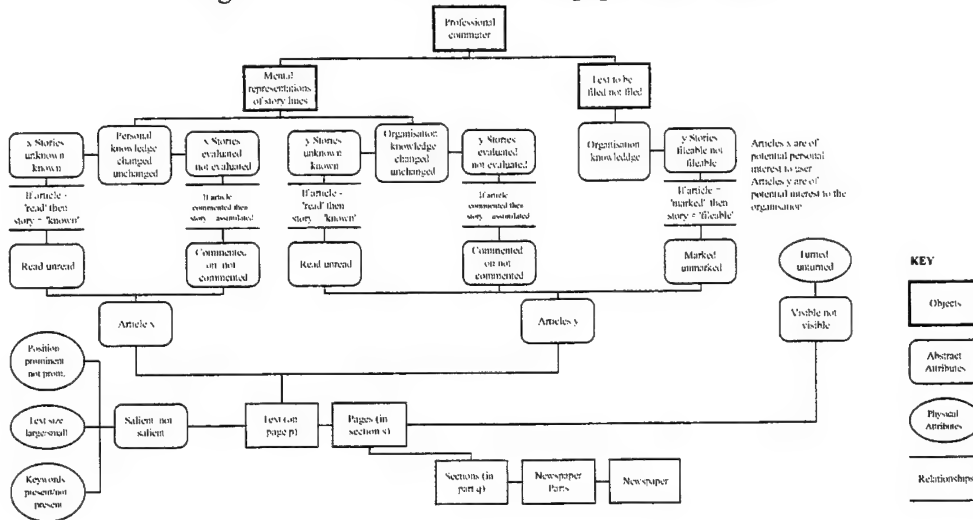 Professional
commuter
Mental
representations
of story lines
Text to be
filed not filed
x Stories
unknown
known
Personal
knowledge
changed
unchanged
x Stories
evaluated
not evaluated
y Stories
unknown
known
Organisation
knowledge
changed
unchanged
y Stories
evaluated
not evaluated
Organisation
knowledge
y Stories
fileable not
fileable
Articles x are of
potential personal
interest to user
Articles y are of
potential interest to the
organisation
If article =
'read' then
story = 'known'
If article
commented then
story assimilated
If article =
'read' then
story = 'known'
If article
commented then
story assimilated
If article =
'marked' then
story = 'fileable'
Read unread
Commented
on not
commented
Read unread
Commented
on not
commented
Marked
unmarked
Turned
unturned
Article x
Articles y
Visible not
visible
Position
prominent
not prom.
Text size
large/small
Keywords
present/not
present
Salient not
salient
Text (on
page p)
Pages (in
section s)
Sections (in
part q)
Newspaper
Parts
Newspaper
KEY
Objects
Abstract
Attributes
Physical
Attributes
Relationships